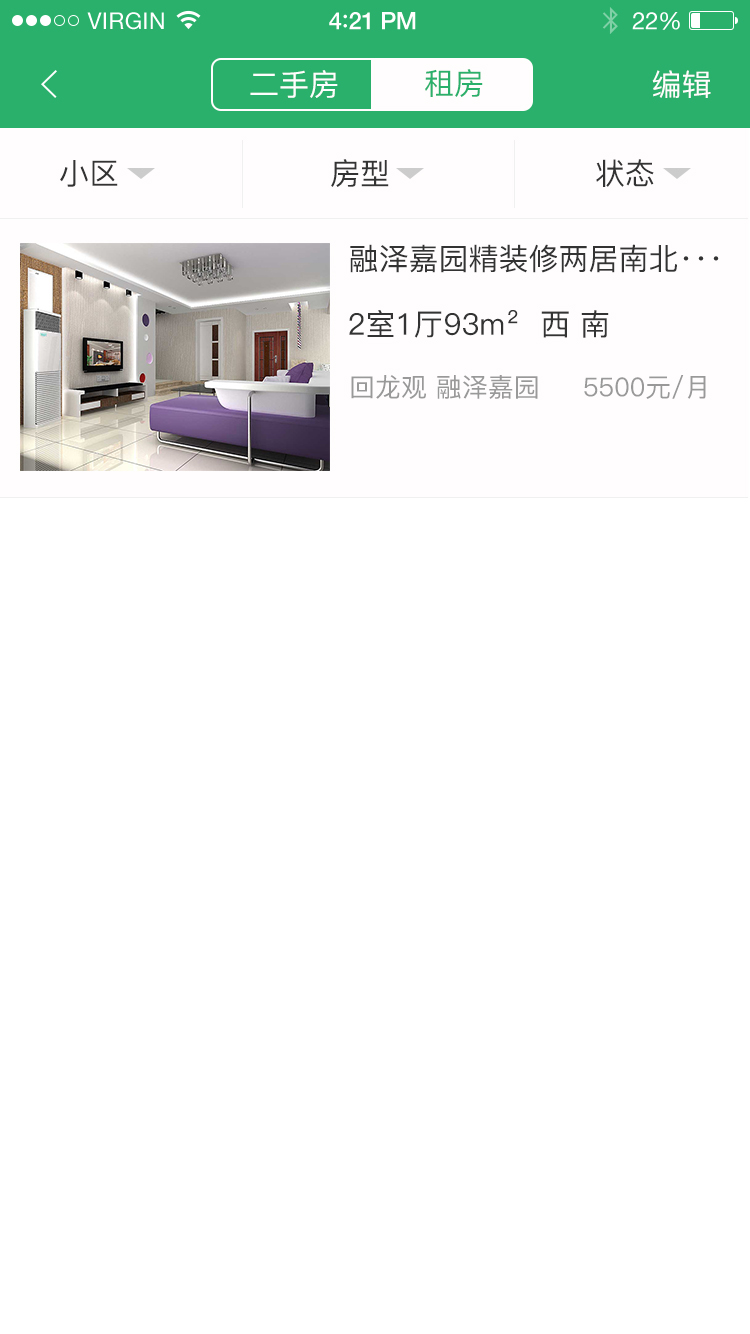 VIRGIN 4:21 PM 22%
二手房 租房 编辑
小区 房型 状态
融泽嘉园精装修两居南北···
2室1厅93m² 西 南
回龙观 融泽嘉园 5500元/月